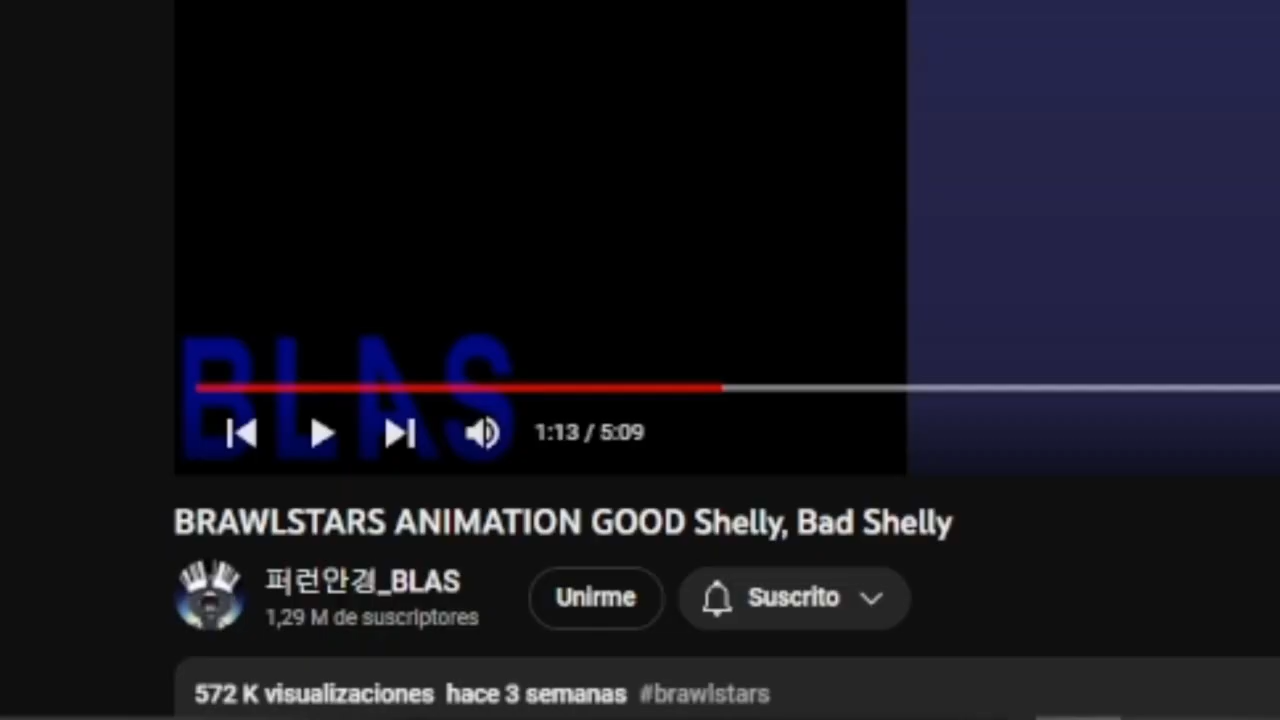 BLAS
1:13 / 5:09
BRAWLSTARS ANIMATION GOOD Shelly, Bad Shelly
퍼런안경_BLAS
Unirme
Suscrito
1,29 M de suscriptores
572 K visualizaciones hace 3 semanas #brawlstars